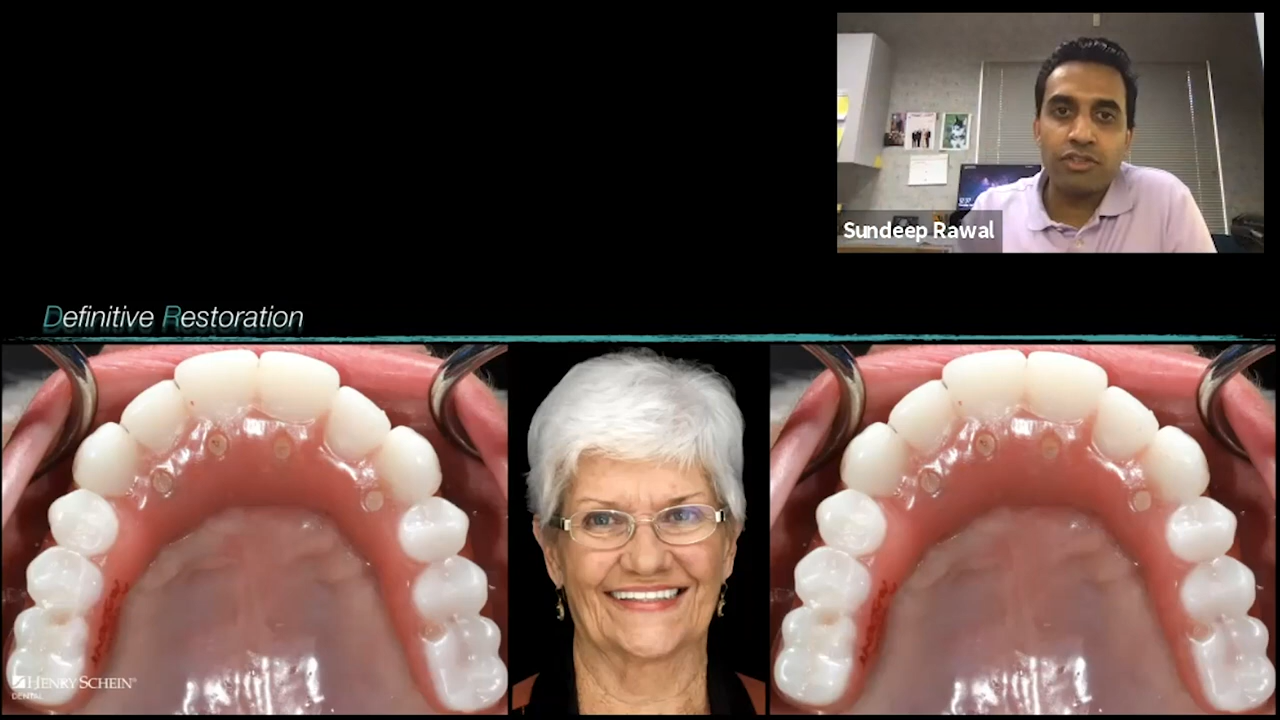 Sundeep Rawal
Definitive Restoration
HENRY SCHEIN®
DENTAL